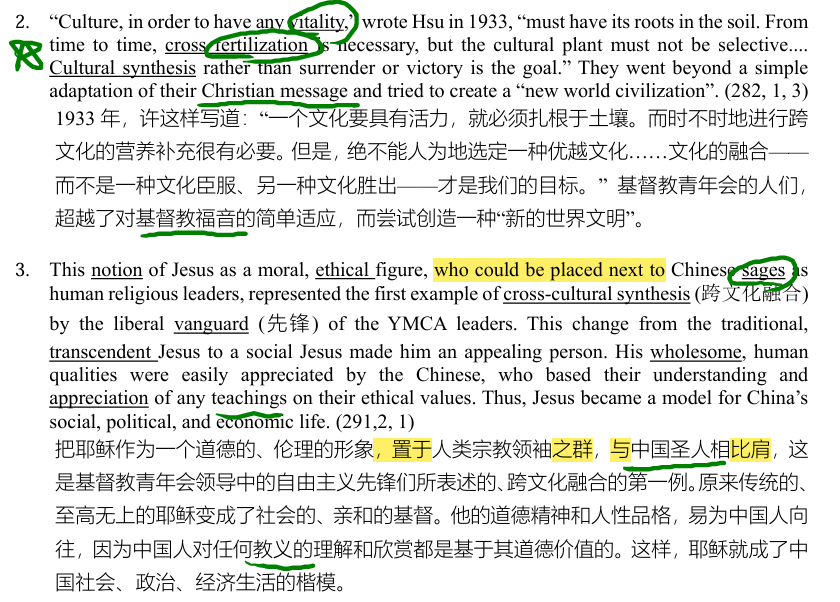 2. “Culture, in order to have any vitality,” wrote Hsu in 1933, “must have its roots in the soil. From
time to time, cross fertilization is necessary, but the cultural plant must not be selective....
Cultural synthesis rather than surrender or victory is the goal.” They went beyond a simple
adaptation of their Christian message and tried to create a “new world civilization”. (282, 1, 3)
1933 年，许这样写道：“一个文化要具有活力，就必须扎根于土壤。而时不时地进行跨
文化的营养补充很有必要。但是，绝不能人为地选定一种优越文化……文化的融合——
而不是一种文化臣服、另一种文化胜出——才是我们的目标。” 基督教青年会的人们，
超越了对基督教福音的简单适应，而尝试创造一种“新的世界文明”。
3. This notion of Jesus as a moral, ethical figure, who could be placed next to Chinese sages as
human religious leaders, represented the first example of cross-cultural synthesis (跨文化融合)
by the liberal vanguard (先锋) of the YMCA leaders. This change from the traditional,
transcendent Jesus to a social Jesus made him an appealing person. His wholesome, human
qualities were easily appreciated by the Chinese, who based their understanding and
appreciation of any teachings on their ethical values. Thus, Jesus became a model for China’s
social, political, and economic life. (291,2, 1)
把耶稣作为一个道德的、伦理的形象，置于人类宗教领袖之群，与中国圣人相比肩，这
是基督教青年会领导中的自由主义先锋们所表述的、跨文化融合的第一例。原来传统的、
至高无上的耶稣变成了社会的、亲和的基督。他的道德精神和人性品格，易为中国人向
往，因为中国人对任何教义的理解和欣赏都是基于其道德价值的。这样，耶稣就成了中
国社会、政治、经济生活的楷模。